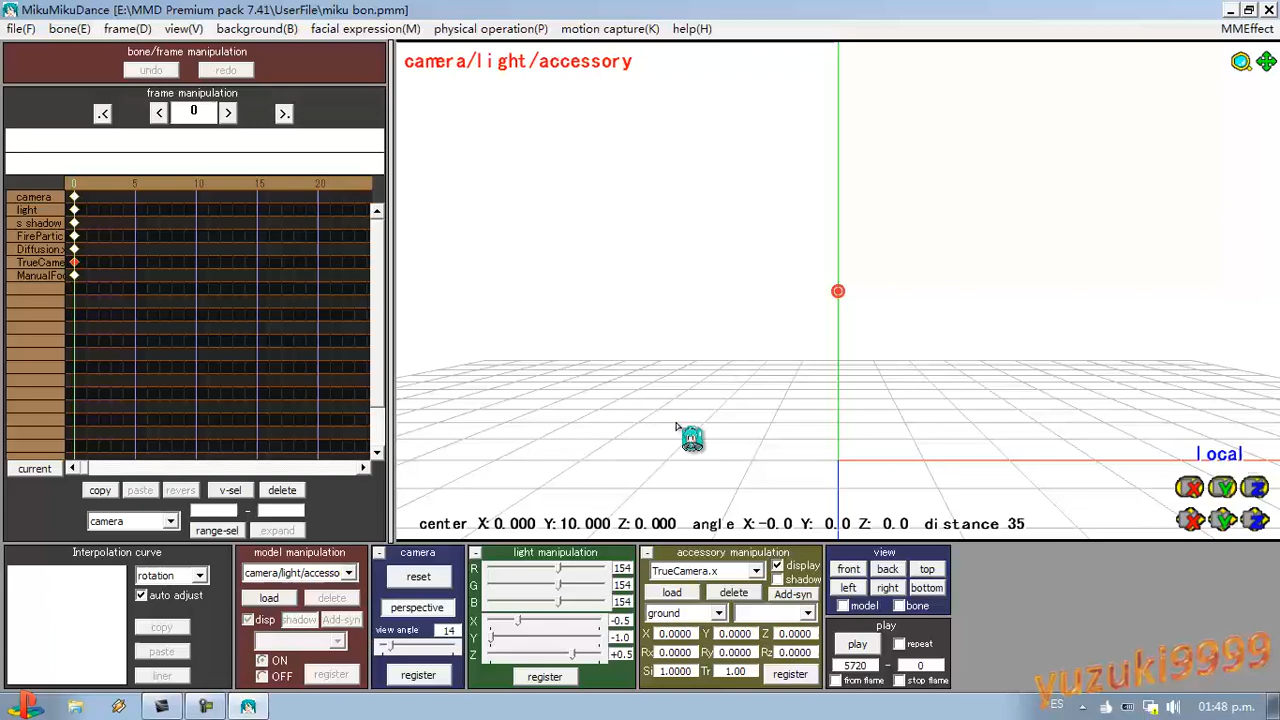 MikuMikuDance [E:\MMD Premium pack 7.41\UserFile\miku bon.pmm]
file(F) bone(E) frame(D) view(V) background(B) facial expression(M) physical operation(P) motion capture(K) help(H) MMEffect
bone/frame manipulation
undo redo
frame manipulation
.< < 0 > >.
0 5 10 15 20
camera
light
s shadow
FirePartic
Diffusion.
TrueCame
ManualFo
current
copy paste revers v-sel delete
camera -
range-sel expand
camera/light/accessory
local
X Y Z
X Y Z
center X:0.000 Y:10.000 Z:0.000 angle X:-0.0 Y: 0.0 Z: 0.0 distance 35
Interpolation curve
rotation
auto adjust
copy
paste
liner
model manipulation
camera/light/accesso
load delete
disp shadow Add-syn
ON
OFF
register
- camera
reset
perspective
view angle 14
register
- light manipulation
R 154
G 154
B 154
X -0.5
Y -1.0
Z +0.5
register
- accessory manipulation
TrueCamera.x display
shadow
load delete Add-syn
ground
X 0.0000 Y 0.0000 Z 0.0000
Rx 0.0000 Ry 0.0000 Rz 0.0000
Si 1.0000 Tr 1.00 register
view
front back top
left right bottom
model bone
play
play repeat
5720 - 0
from flame stop flame
yuzuki9999
ES 01:48 p.m.